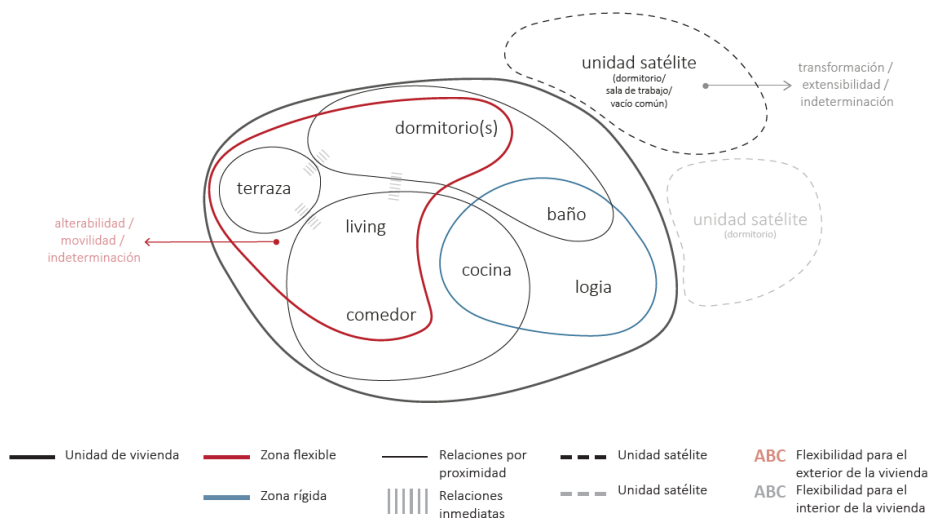 unidad satélite
(dormitorio/
sala de trabajo/
vacío común)
transformación /
extensibilidad /
indeterminación
dormitorio(s)
terraza
baño
unidad satélite
(dormitorio)
alterabilidad /
movilidad /
indeterminación
living
cocina
logia
comedor
Unidad de vivienda
Zona flexible
Relaciones por
proximidad
Unidad satélite
ABC
Flexibilidad para el
exterior de la vivienda
Zona rígida
Relaciones
inmediatas
Unidad satélite
ABC
Flexibilidad para el
interior de la vivienda